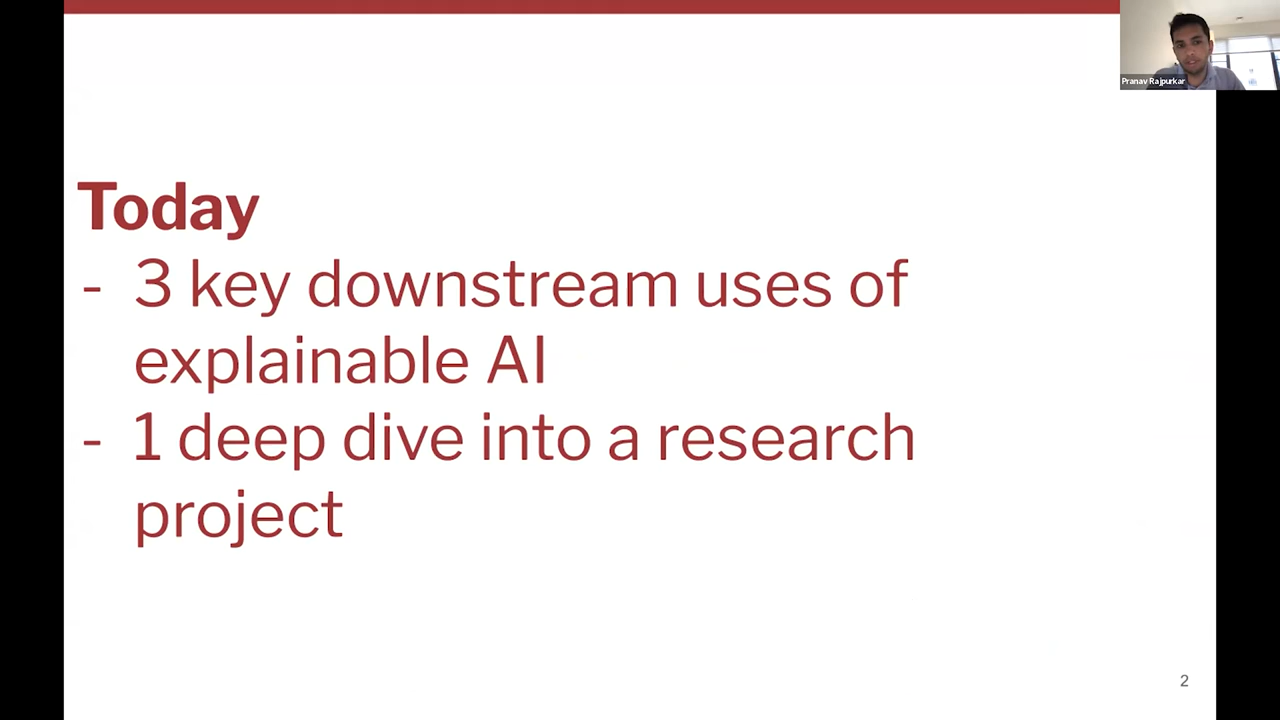 Pranav Rajpurkar
Today
- 3 key downstream uses of
explainable AI
- 1 deep dive into a research
project
2